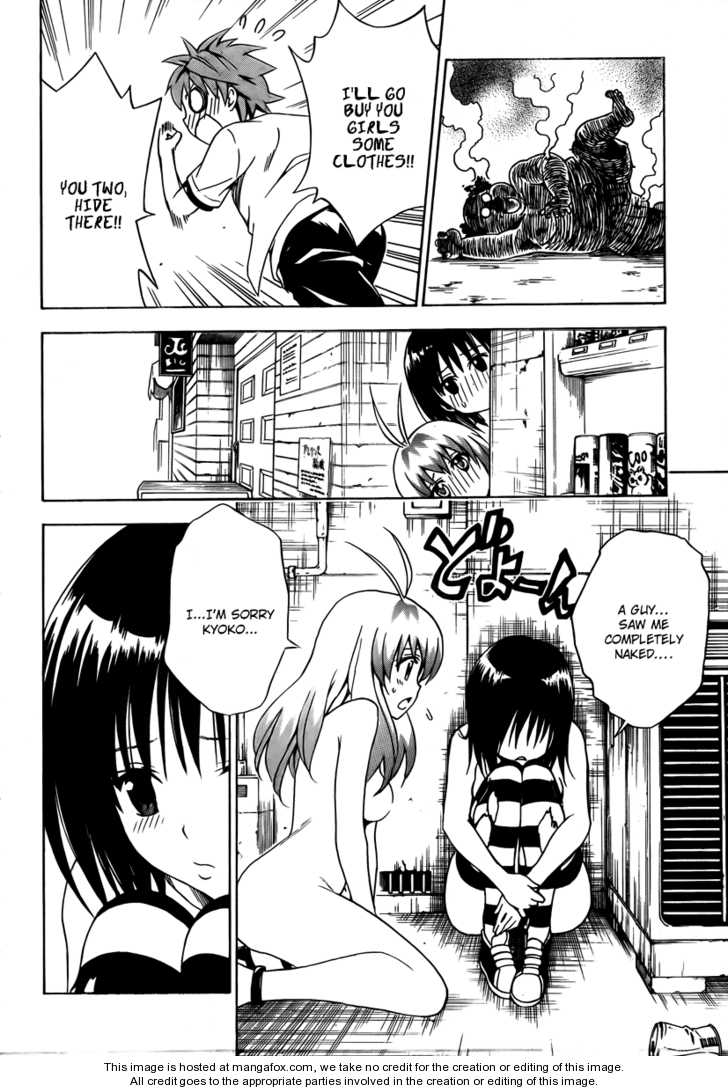 I'LL GO
BUY YOU
GIRLS
SOME
CLOTHES!!
YOU TWO,
HIDE
THERE!!
A GUY...
SAW ME
COMPLETELY
NAKED....
どよーん
I...I'M SORRY
KYOKO...
This image is hosted at mangafox.com, we take no credit for the creation or editing of this image.
All credit goes to the appropriate parties involved in creation or editing of this image.